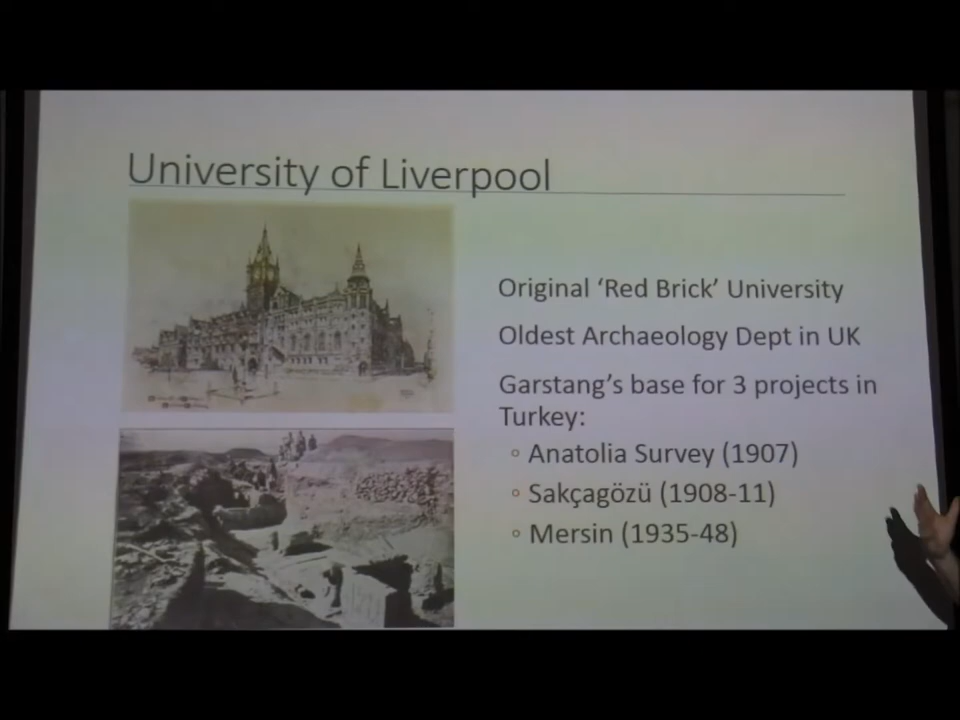 University of Liverpool
Original ‘Red Brick’ University
Oldest Archaeology Dept in UK
Garstang’s base for 3 projects in
Turkey:
◦ Anatolia Survey (1907)
◦ Sakçagözü (1908-11)
◦ Mersin (1935-48)